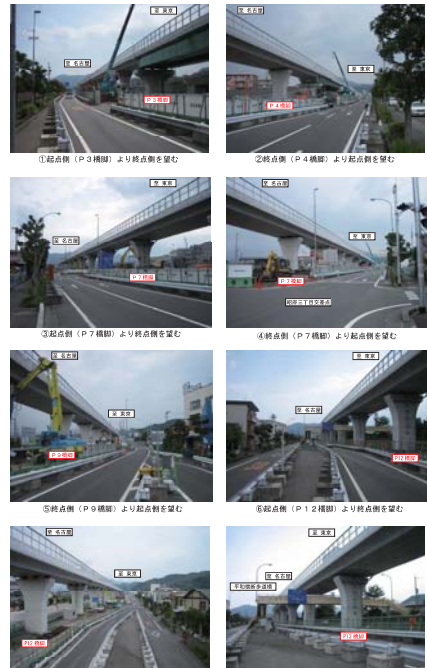 至 東京
至 名古屋
P3橋脚
①起点側（P3橋脚）より終点側を望む
至 名古屋
至 東京
P4橋脚
②終点側（P4橋脚）より起点側を望む
至 東京
至 名古屋
P7橋脚
③起点側（P7橋脚）より終点側を望む
至 名古屋
至 東京
P7橋脚
④終点側（P7橋脚）より起点側を望む
至 名古屋
至 東京
P9橋脚
⑤終点側（P9橋脚）より起点側を望む
至 東京
至 名古屋
P12橋脚
⑥起点側（P12橋脚）より終点側を望む
至 名古屋
至 東京
P12橋脚
至 東京
至 名古屋